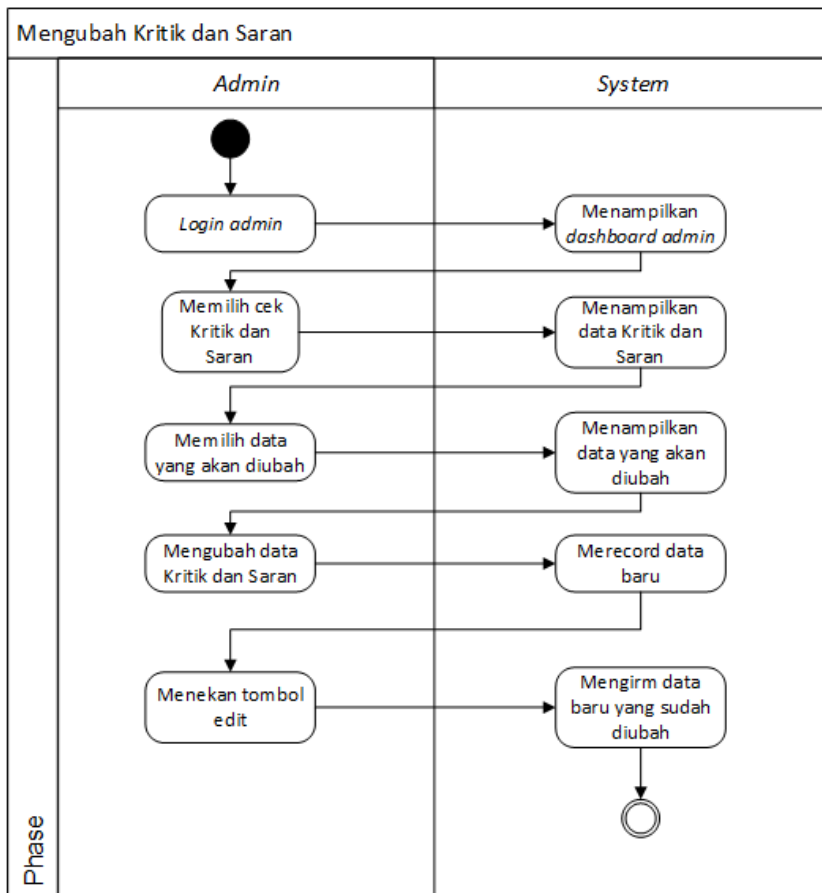 Mengubah Kritik dan Saran
Admin
System
Login admin
Menampilkan
dashboard admin
Memilih cek
Kritik dan
Saran
Menampilkan
data Kritik dan
Saran
Memilih data
yang akan diubah
Menampilkan
data yang akan
diubah
Mengubah data
Kritik dan Saran
Merecord data
baru
Menekan tombol
edit
Mengirm data
baru yang sudah
diubah
Phase